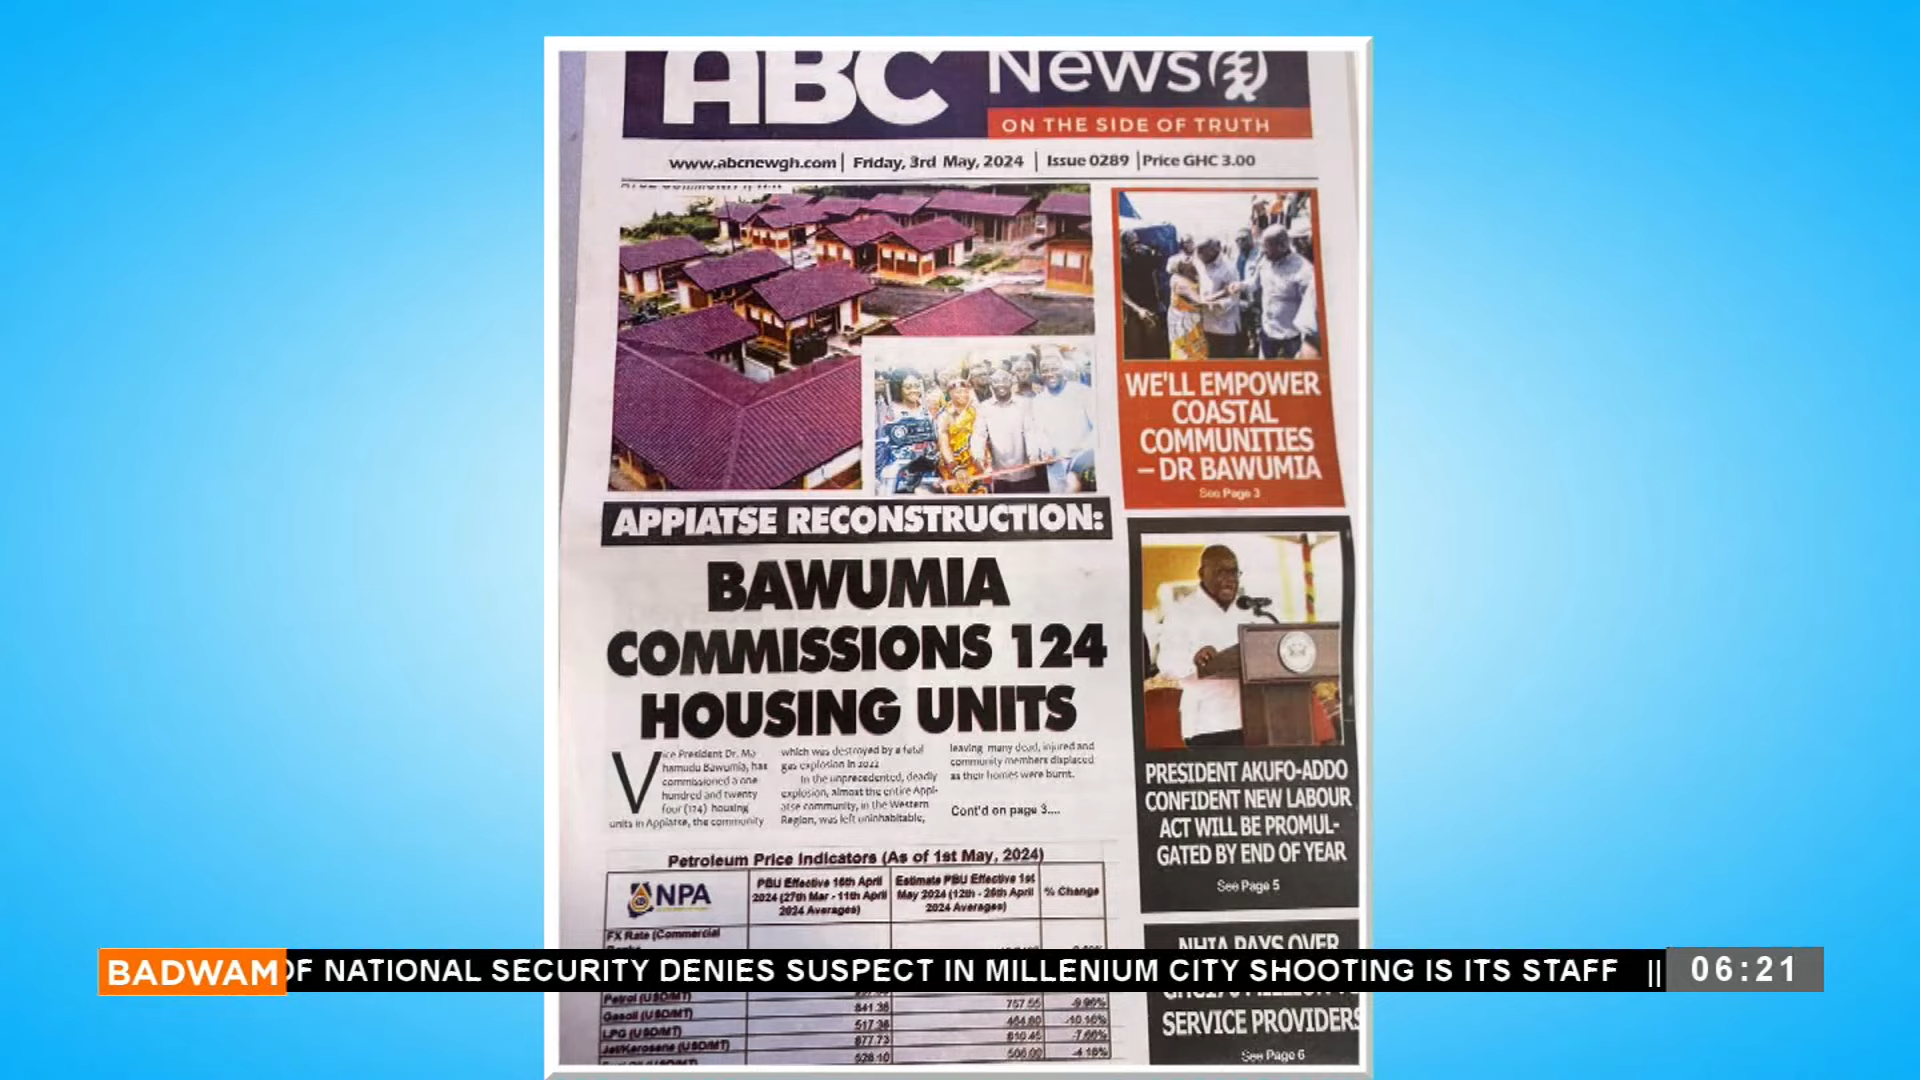 ABC News
ON THE SIDE OF TRUTH
www.abcnewgh.com | Friday, 3rd May, 2024 | Issue 0289 | Price GHC 3.00
WE'LL EMPOWER
COASTAL
COMMUNITIES
– DR BAWUMIA
See Page 3
APPIATSE RECONSTRUCTION:
BAWUMIA
COMMISSIONS 124
HOUSING UNITS
Vice President Dr. Ma-
hamudu Bawumia, has
commissioned a one
hundred and twenty
four (124) housing
units in Appiatse, the community
which was destroyed by a fatal
gas explosion in 2022
In the unprecedented, deadly
explosion, almost the entire Appi-
atse community, in the Western
Region, was left uninhabitable,
leaving many dead, injured and
community members displaced
as their homes were burnt.
Cont'd on page 3....
PRESIDENT AKUFO-ADDO
CONFIDENT NEW LABOUR
ACT WILL BE PROMUL-
GATED BY END OF YEAR
See Page 5
Petroleum Price Indicators (As of 1st May, 2024)
NPA
PBU Effective 16th April
2024 (27th Mar - 11th April
2024 Averages)
Estimate PBU Effective 1st
May 2024 (12th - 26th April
2024 Averages)
% Change
FX Rate (Commercial
NHIA PAYS OVER
BADWAM OF NATIONAL SECURITY DENIES SUSPECT IN MILLENIUM CITY SHOOTING IS ITS STAFF || 06:21
Petrol (USD/MT)
841.36 757.55 -9.96%
Gasoil (USD/MT)
517.36 464.80 -10.16%
LPG (USD/MT)
877.73 810.45 -7.66%
Jet/Kerosene (USD/MT)
528.10 506.00 -4.18%
SERVICE PROVIDERS
See Page 6